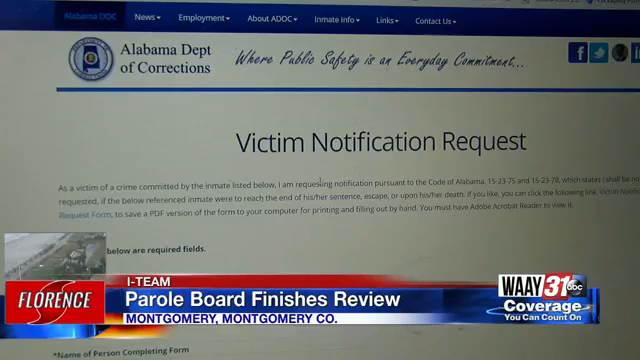 Alabama DOC News Employment About ADOC Inmate Info Links Contact Us
Alabama Dept
of Corrections
Where Public Safety is an Everyday Commitment...
Victim Notification Request
As a victim of a crime committed by the inmate listed below, I am requesting notification pursuant to the Code of Alabama, 15-23-75 and 15-23-78, which states I shall be
requested, if the below referenced inmate were to reach the end of his/her sentence, escape, or upon his/her death. If you like, you can click the following link, Victim
Request Form, to save a PDF version of the form to your computer for printing and filling out by hand. You must have Adobe Acrobat Reader to view it.
below are required fields.
I-TEAM
FLORENCE
Parole Board Finishes Review
MONTGOMERY, MONTGOMERY CO.
WAAY 31 abc
Coverage
You Can Count On
*Name of Person Completing Form